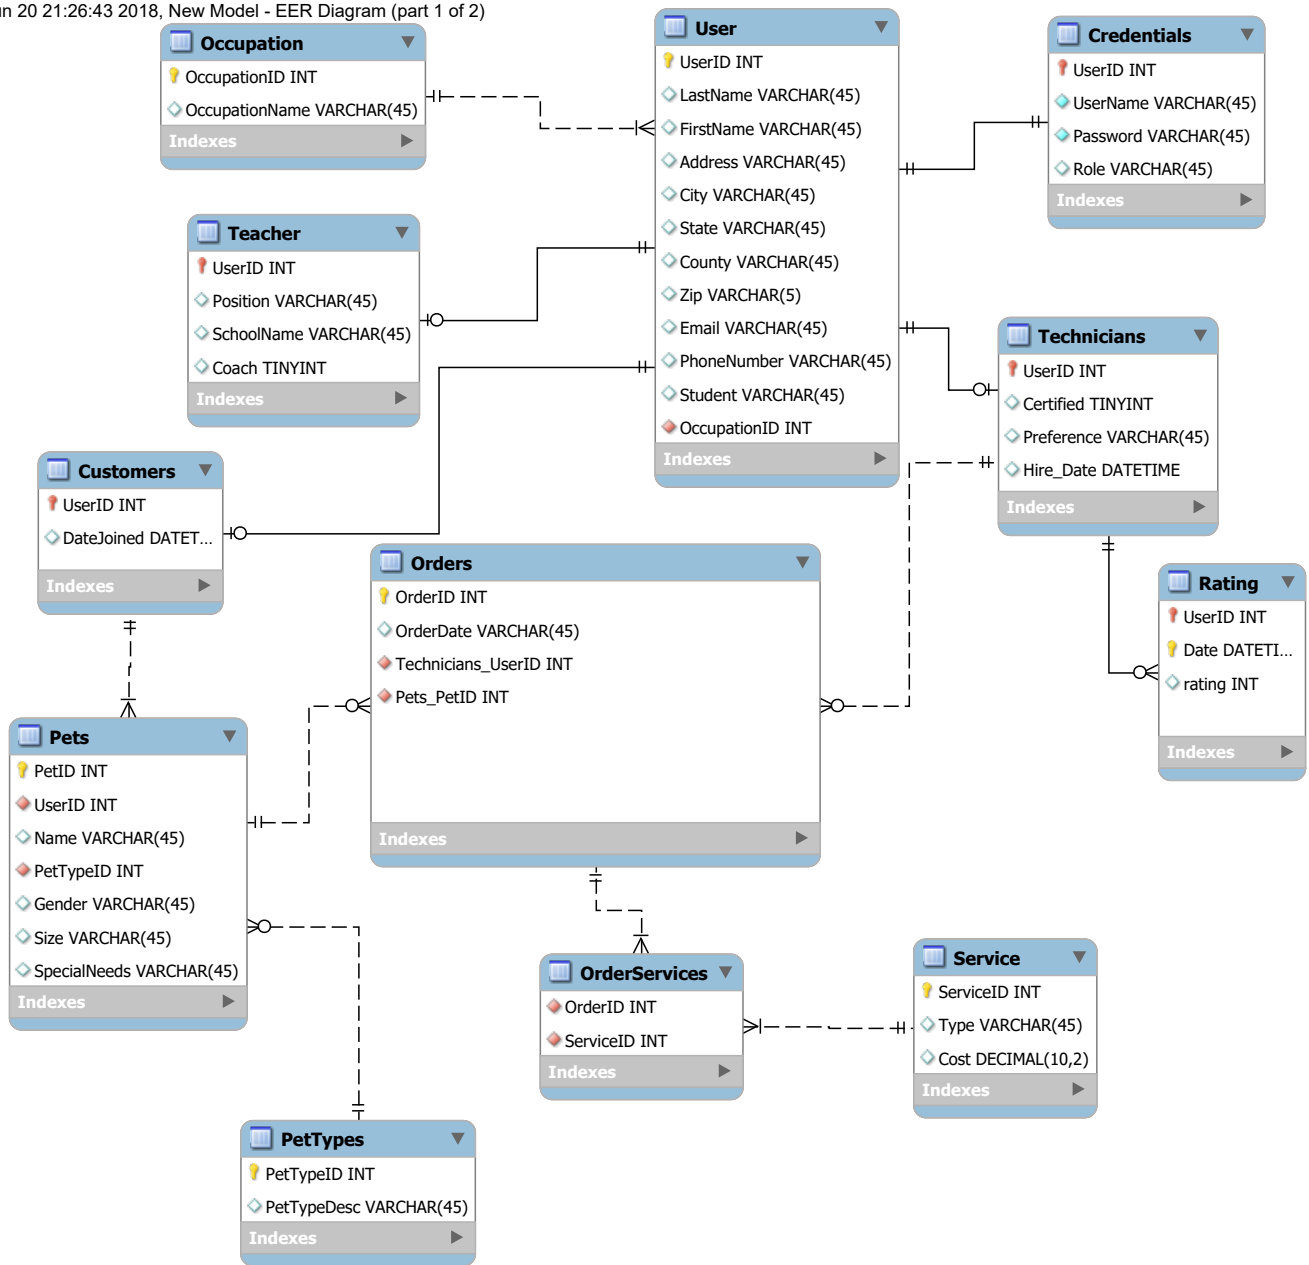 un 20 21:26:43 2018, New Model - EER Diagram (part 1 of 2)
Occupation
OccupationID INT
OccupationName VARCHAR(45)
Indexes
User
UserID INT
LastName VARCHAR(45)
FirstName VARCHAR(45)
Address VARCHAR(45)
City VARCHAR(45)
State VARCHAR(45)
County VARCHAR(45)
Zip VARCHAR(5)
Email VARCHAR(45)
PhoneNumber VARCHAR(45)
Student VARCHAR(45)
OccupationID INT
Indexes
Credentials
UserID INT
UserName VARCHAR(45)
Password VARCHAR(45)
Role VARCHAR(45)
Indexes
Teacher
UserID INT
Position VARCHAR(45)
SchoolName VARCHAR(45)
Coach TINYINT
Indexes
Technicians
UserID INT
Certified TINYINT
Preference VARCHAR(45)
Hire_Date DATETIME
Indexes
Customers
UserID INT
DateJoined DATET...
Indexes
Orders
OrderID INT
OrderDate VARCHAR(45)
Technicians_UserID INT
Pets_PetID INT
Indexes
Rating
UserID INT
Date DATETI...
rating INT
Indexes
Pets
PetID INT
UserID INT
Name VARCHAR(45)
PetTypeID INT
Gender VARCHAR(45)
Size VARCHAR(45)
SpecialNeeds VARCHAR(45)
Indexes
OrderServices
OrderID INT
ServiceID INT
Indexes
Service
ServiceID INT
Type VARCHAR(45)
Cost DECIMAL(10,2)
Indexes
PetTypes
PetTypeID INT
PetTypeDesc VARCHAR(45)
Indexes